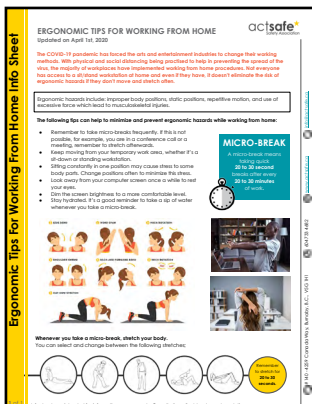 Ergonomic Tips For Working From Home Info Sheet
ERGONOMIC TIPS FOR WORKING FROM HOME
Updated on April 1st, 2020
actsafe
Safety Association
The COVID-19 pandemic has forced the arts and entertainment industries to change their working
methods. With physical and social distancing being practised to help in preventing the spread of the
virus, the majority of workplaces have implemented working from home procedures. Not everyone
has access to a sit/stand workstation at home and even if they have, it doesn't eliminate the risk of
ergonomic hazards if they don't move and stretch often.
Ergonomic hazards include: improper body positions, static positions, repetitive motion, and use of
excessive force which lead to musculoskeletal injuries.
The following tips can help to minimize and prevent ergonomic hazards while working from home:
• Remember to take micro-breaks frequently. If this is not
possible, for example, you are in a conference call or a
meeting, remember to stretch afterwards.
• Keep moving from your temporary work area, whether it's a
sit-down or standing workstation.
• Sitting constantly in one position may cause stress to some
body parts. Change positions often to minimize this stress.
• Look away from your computer screen once a while to rest
your eyes.
• Dim the screen brightness to a more comfortable level.
• Stay hydrated. It's a good reminder to take a sip of water
whenever you take a micro-break.
MICRO-BREAK
A micro-break means
taking quick
20 to 30 second
breaks after every
20 to 30 minutes
of work.
Whenever you take a micro-break, stretch your body.
You can select and change between the following stretches:
Remember
to stretch for
20 to 30
seconds